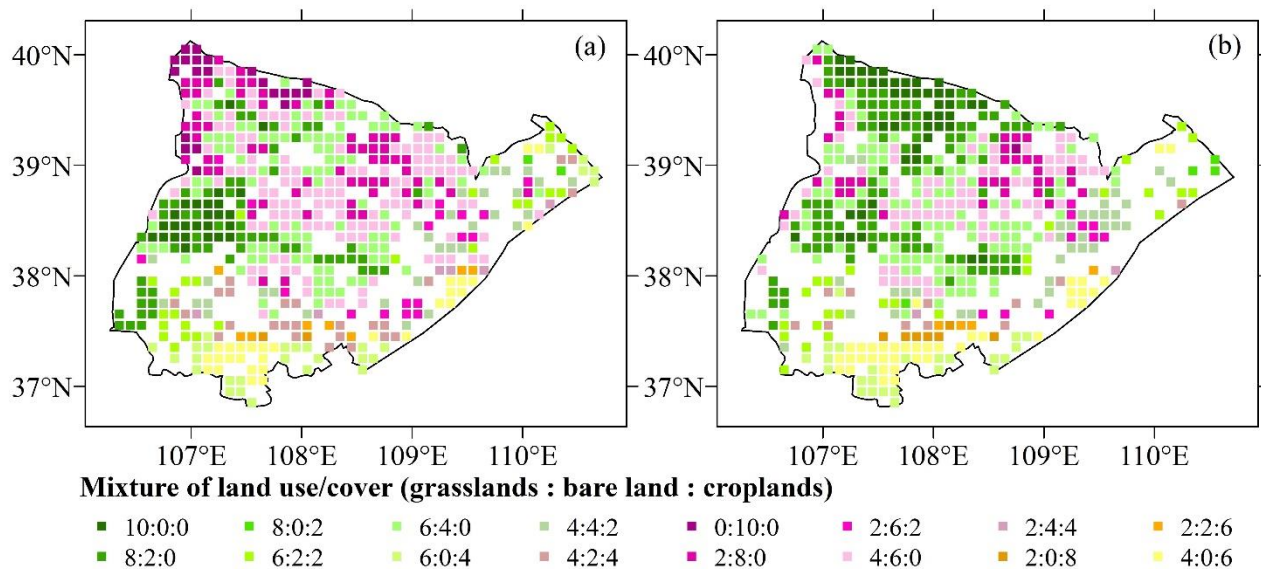 (a)
(b)
40°N
40°N
39°N
39°N
38°N
38°N
37°N
37°N
107°E 108°E 109°E 110°E
107°E 108°E 109°E 110°E
Mixture of land use/cover (grasslands : bare land : croplands)
10:0:0 8:0:2 6:4:0 4:4:2 0:10:0 2:6:2 2:4:4 2:2:6
8:2:0 6:2:2 6:0:4 4:2:4 2:8:0 4:6:0 2:0:8 4:0:6